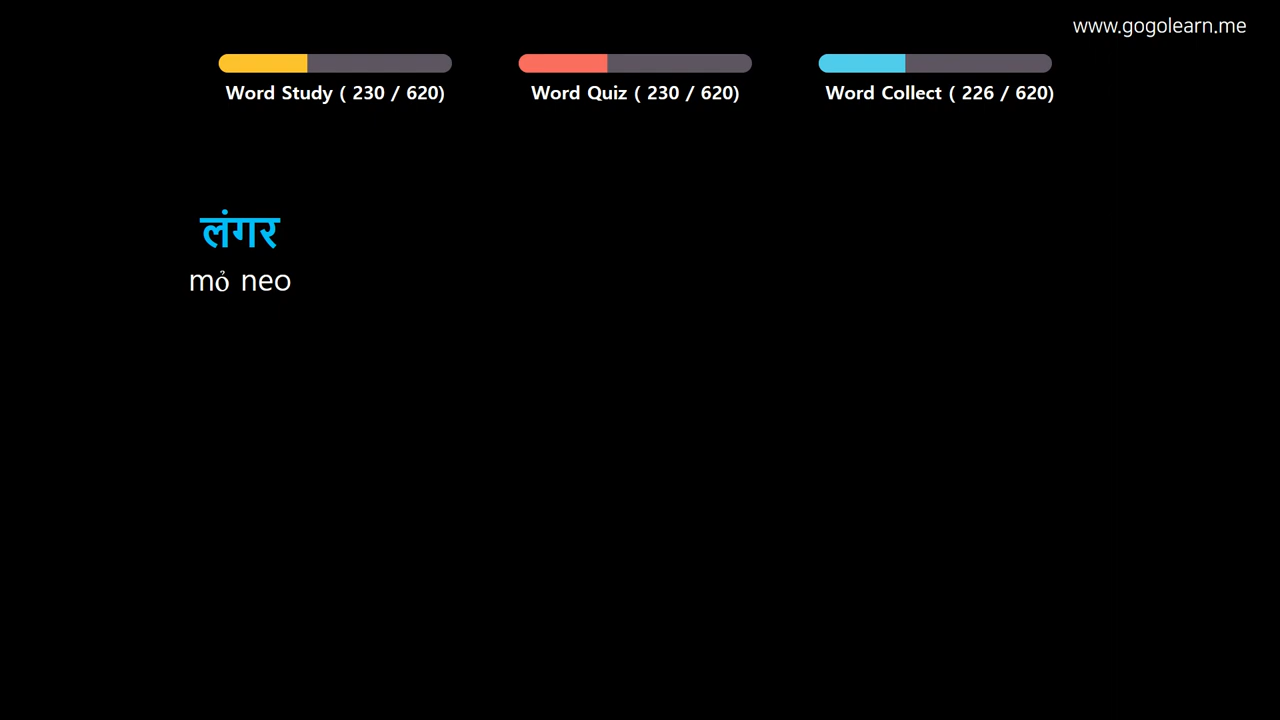 www.gogolearn.me
Word Study ( 230 / 620)
Word Quiz ( 230 / 620)
Word Collect ( 226 / 620)
लंगर
mỏ neo